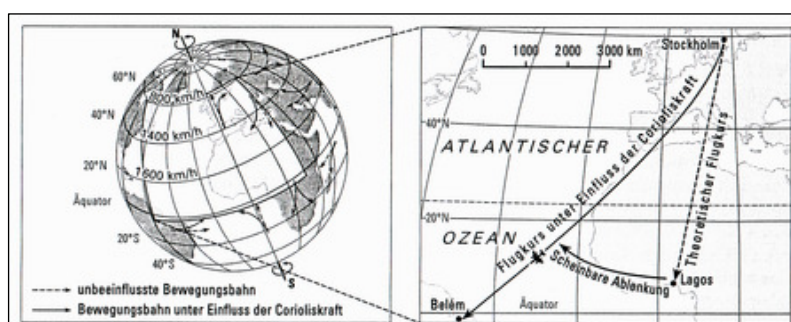 N
60°N
800 km/h
40°N
1400 km/h
20°N
1600 km/h
Äquator
20°S
40°S
S
unbeeinflusste Bewegungsbahn
Bewegungsbahn unter Einfluss der Corioliskraft
Stockholm
0 1000 2000 3000 km
40°N
ATLANTISCHER
20°N
OZEAN
Flugkurs unter Einfluss der Corioliskraft
Theoretischer Flugkurs
Scheinbare Ablenkung
Lagos
Belém
Äquator